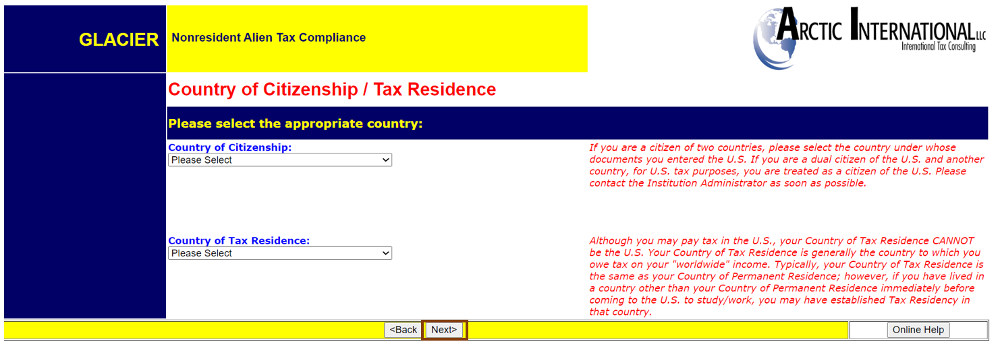 GLACIER
Nonresident Alien Tax Compliance
ARCTIC INTERNATIONAL LLC
International Tax Consulting
Country of Citizenship / Tax Residence
Please select the appropriate country:
Country of Citizenship:
Please Select
If you are a citizen of two countries, please select the country under whose
documents you entered the U.S. If you are a dual citizen of the U.S. and another
country, for U.S. tax purposes, you are treated as a citizen of the U.S. Please
contact the Institution Administrator as soon as possible.
Country of Tax Residence:
Please Select
Although you may pay tax in the U.S., your Country of Tax Residence CANNOT
be the U.S. Your Country of Tax Residence is generally the country to which you
owe tax on your "worldwide" income. Typically, your Country of Tax Residence is
the same as your Country of Permanent Residence; however, if you have lived in
a country other than your Country of Permanent Residence immediately before
coming to the U.S. to study/work, you may have established Tax Residency in
that country.
<Back
Next>
Online Help